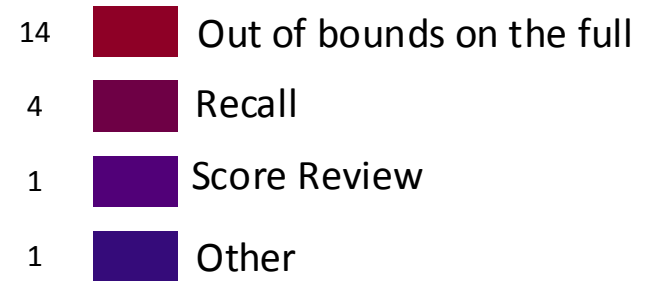 14 Out of bounds on the full
4 Recall
1 Score Review
1 Other